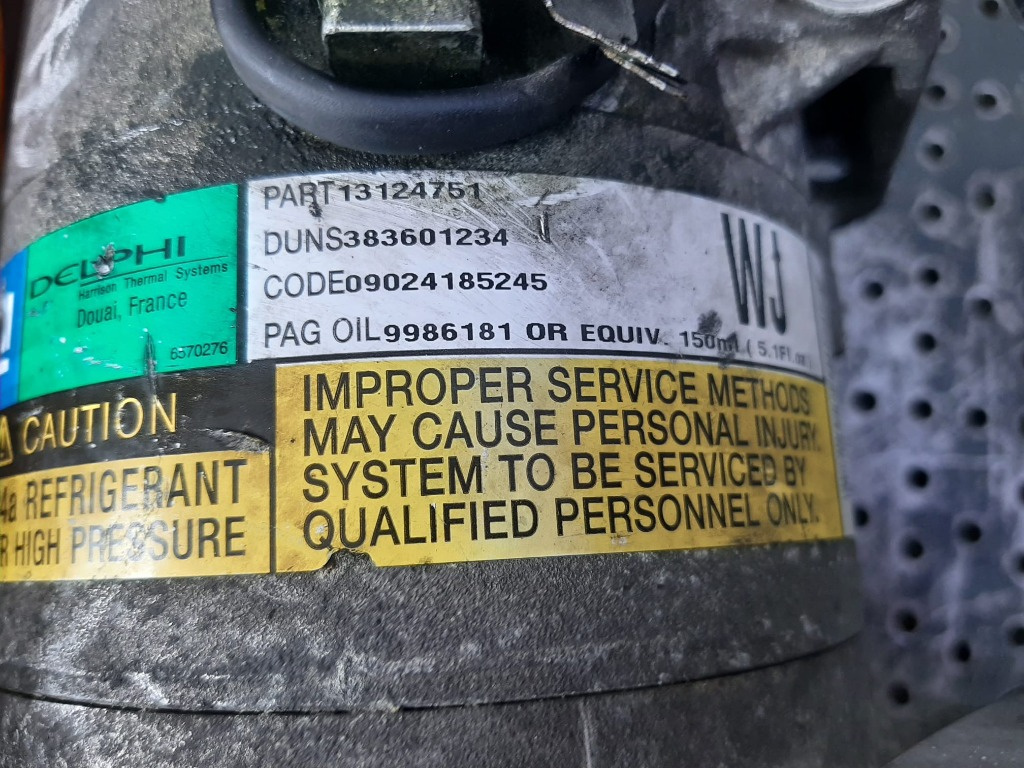 PART13124751
DUNS383601234
CODE09024185245
PAG OIL9986181 OR EQUIV. 150ml ( 5.1Fl.oz)
WJ
DELPHI
Harrison Thermal Systems
Douai, France
6570276
CAUTION
4a REFRIGERANT
HIGH PRESSURE
IMPROPER SERVICE METHODS
MAY CAUSE PERSONAL INJURY.
SYSTEM TO BE SERVICED BY
QUALIFIED PERSONNEL ONLY.